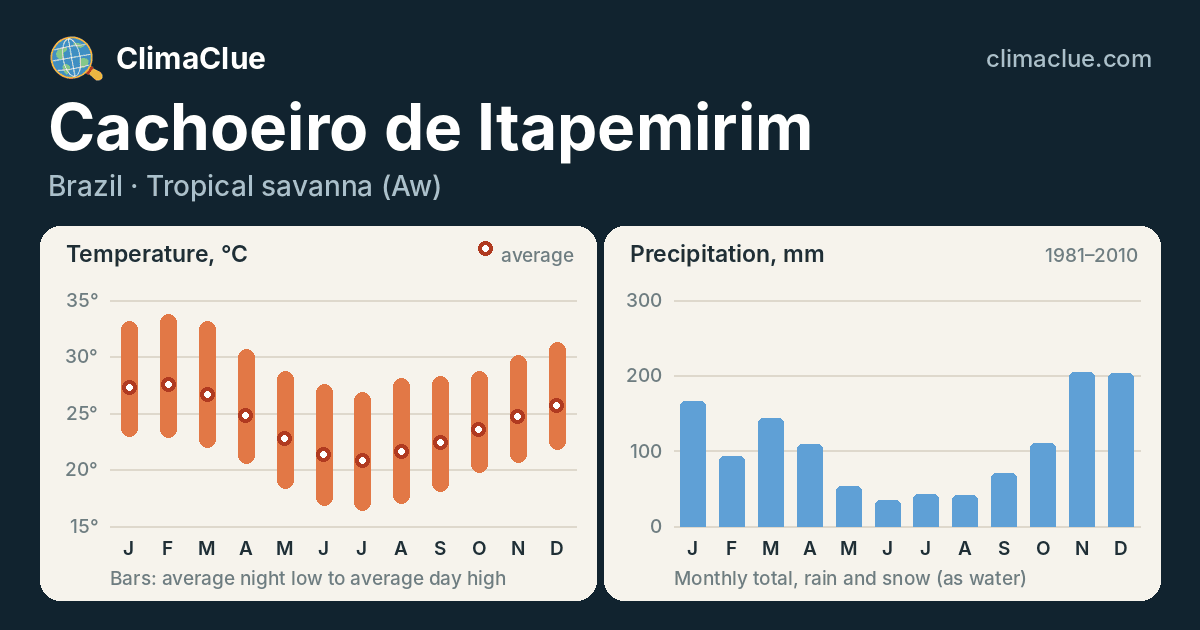 ClimaClue
climaclue.com
Cachoeiro de Itapemirim
Brazil · Tropical savanna (Aw)
Temperature, °C
average
35°
30°
25°
20°
15°
J F M A M J J A S O N D
Bars: average night low to average day high
Precipitation, mm
1981–2010
300
200
100
0
J F M A M J J A S O N D
Monthly total, rain and snow (as water)